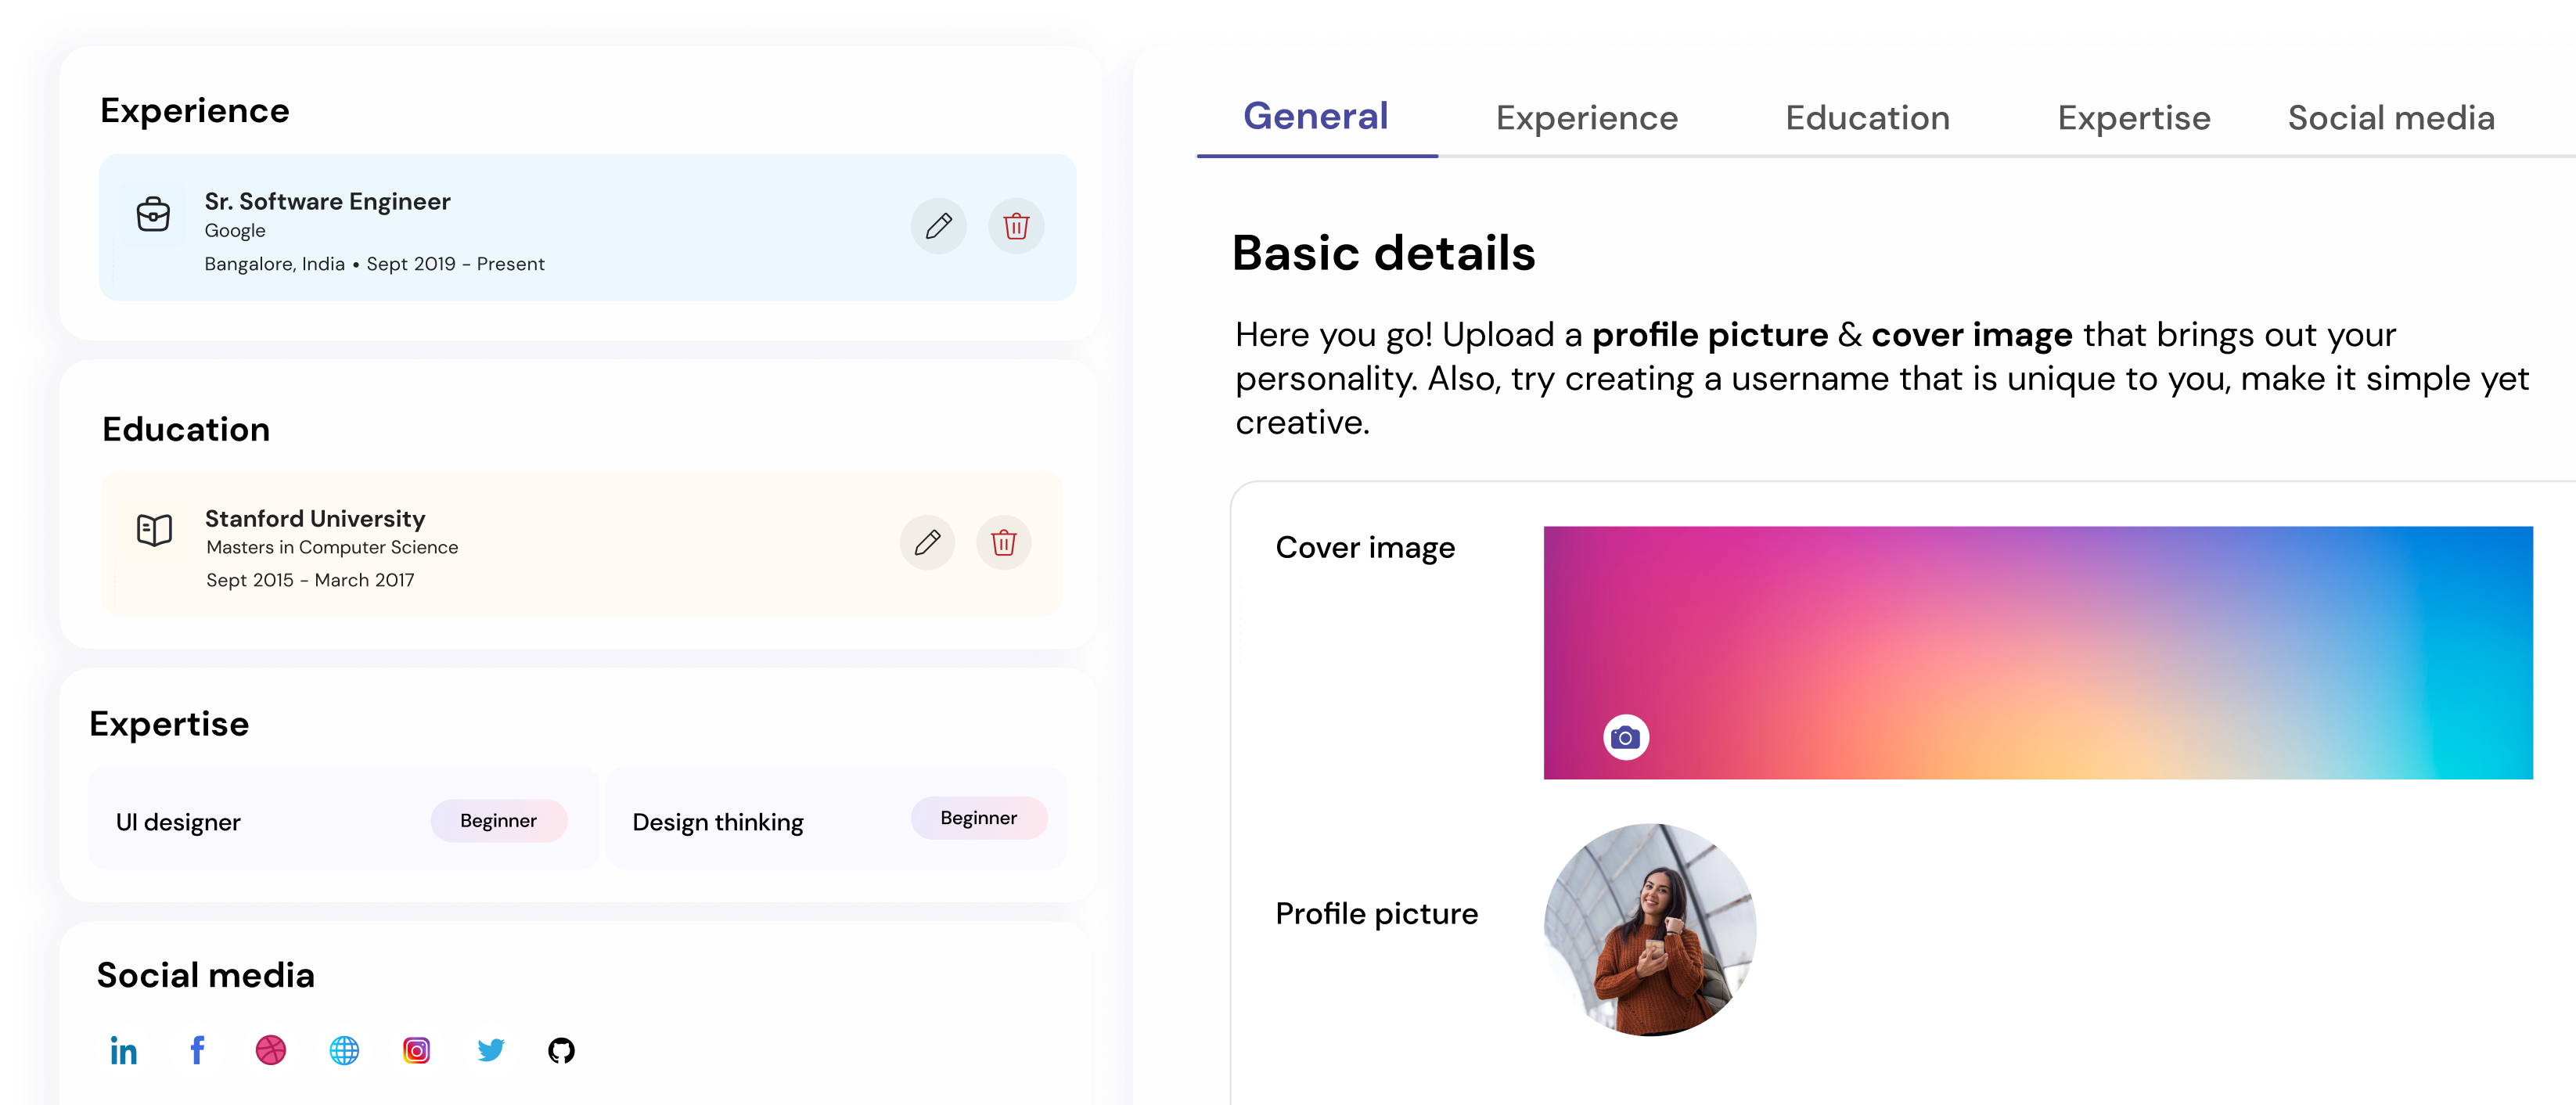 Experience
Sr. Software Engineer
Google
Bangalore, India • Sept 2019 - Present
Education
Stanford University
Masters in Computer Science
Sept 2015 - March 2017
Expertise
UI designer
Beginner
Design thinking
Beginner
Social media
in
f
General
Experience
Education
Expertise
Social media
Basic details
Here you go! Upload a profile picture & cover image that brings out your
personality. Also, try creating a username that is unique to you, make it simple yet
creative.
Cover image
Profile picture